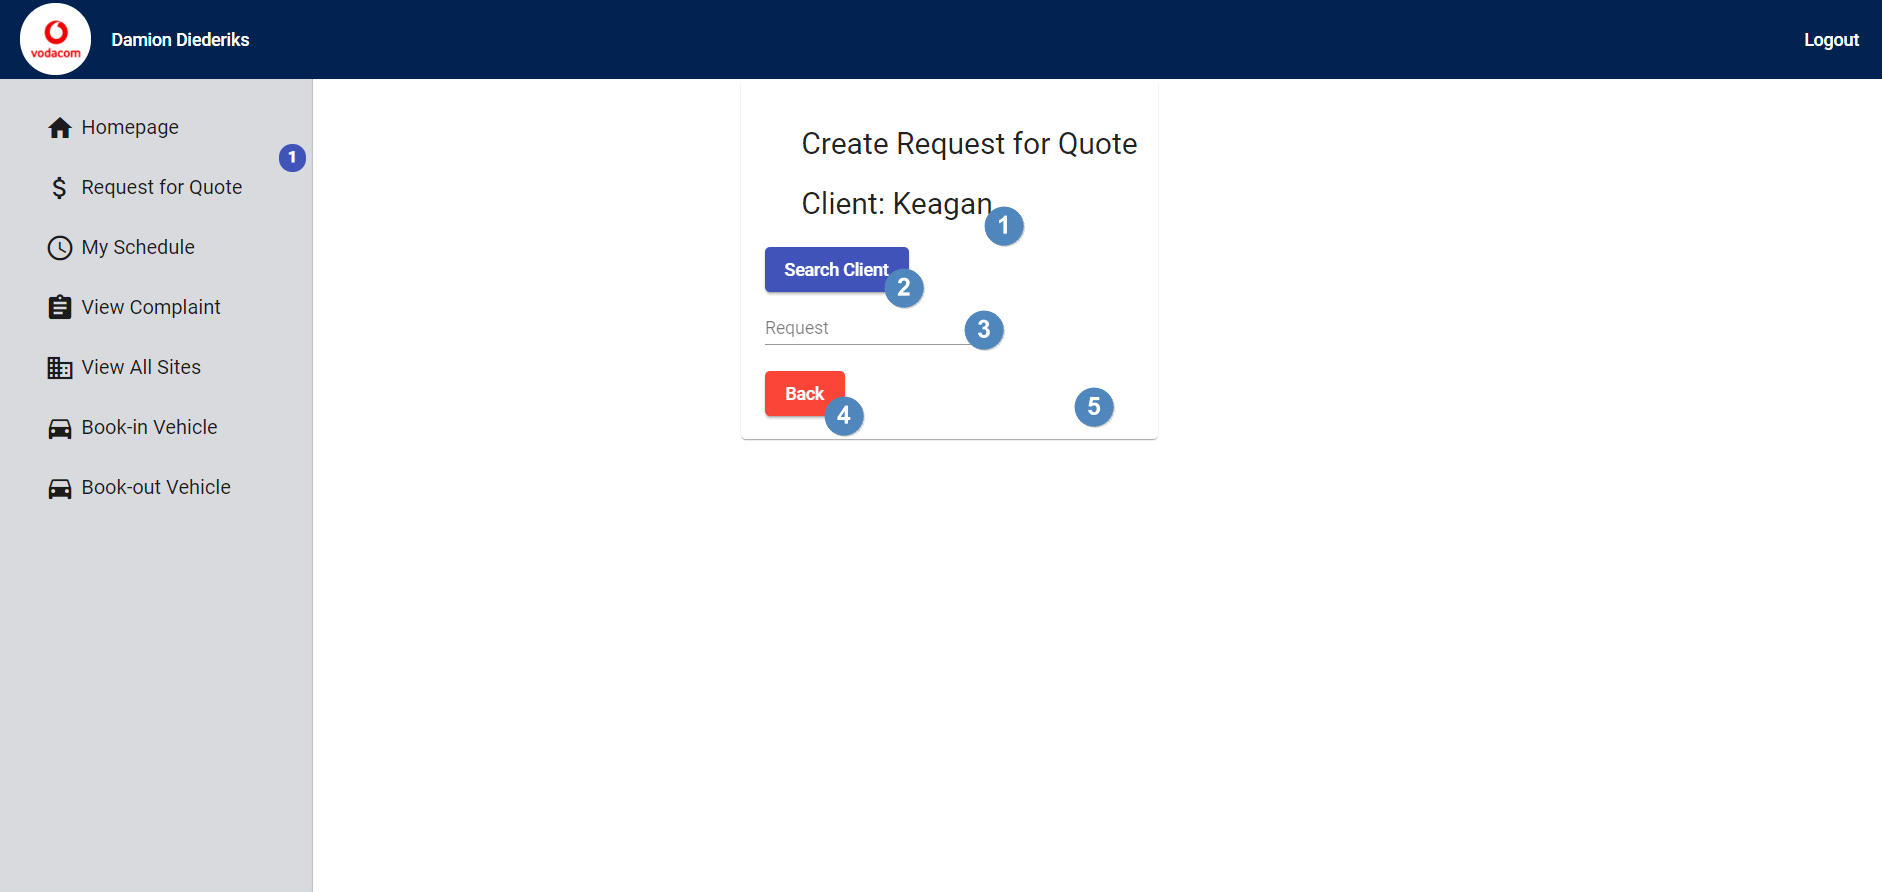 vodacom
Damion Diederiks
Logout
Homepage
1
Request for Quote
My Schedule
View Complaint
View All Sites
Book-in Vehicle
Book-out Vehicle
Create Request for Quote
Client: Keagan
1
Search Client
2
Request
3
Back
4
5